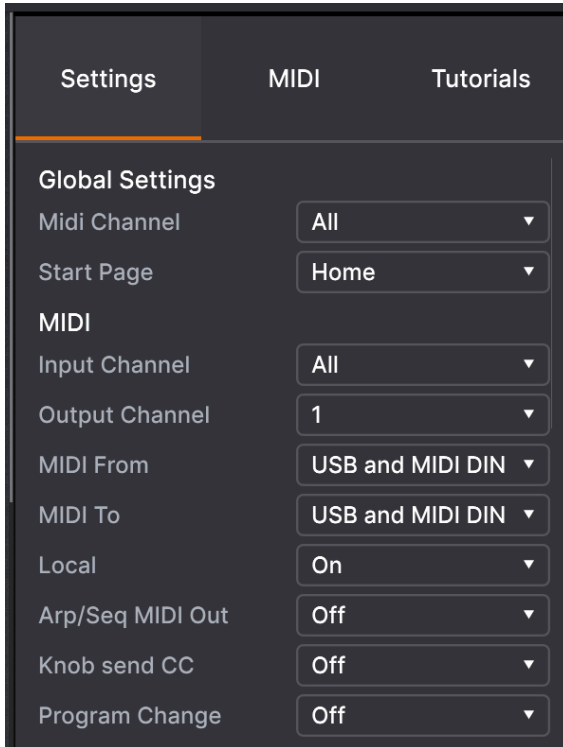 Settings MIDI Tutorials
Global Settings
Midi Channel All
Start Page Home
MIDI
Input Channel All
Output Channel 1
MIDI From USB and MIDI DIN
MIDI To USB and MIDI DIN
Local On
Arp/Seq MIDI Out Off
Knob send CC Off
Program Change Off